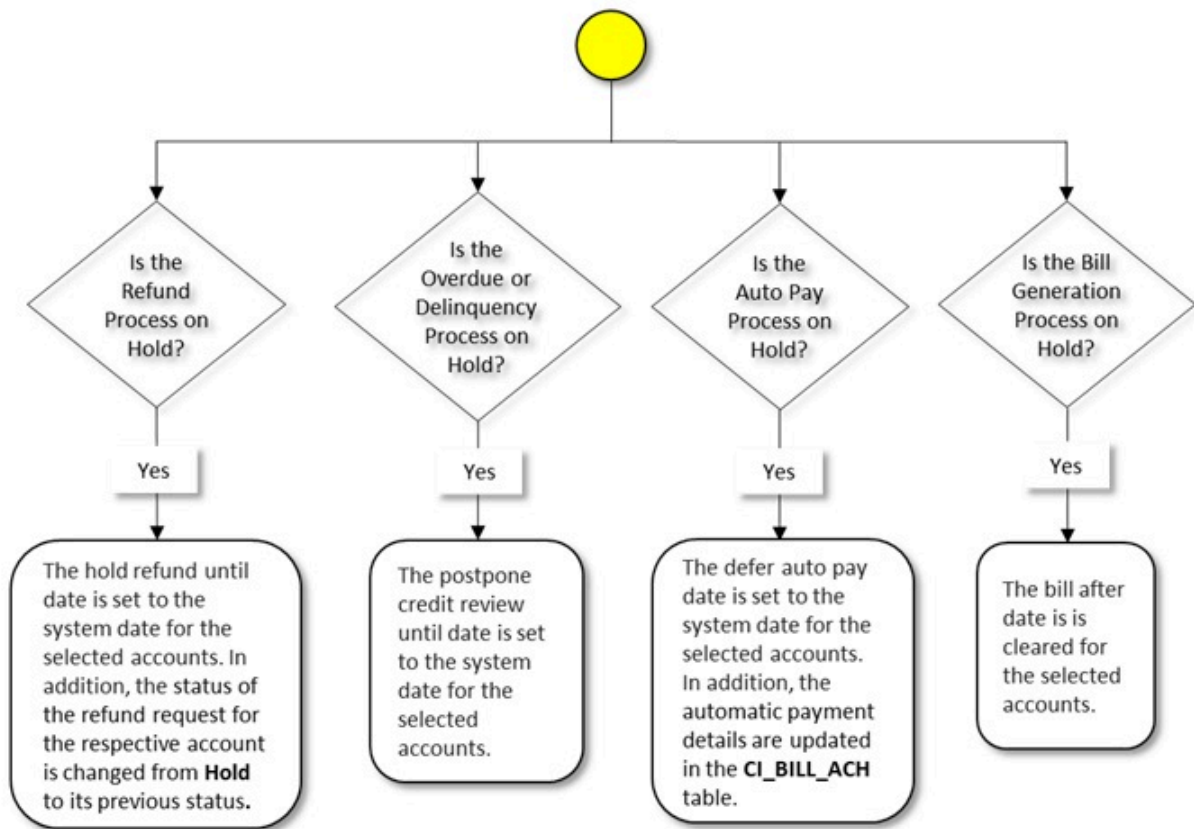 Is the
Refund
Process on
Hold?
Is the
Overdue or
Delinquency
Process on
Hold?
Is the
Auto Pay
Process on
Hold?
Is the Bill
Generation
Process on
Hold?
Yes
Yes
Yes
Yes
The hold refund until
date is set to the
system date for the
selected accounts. In
addition, the status of
the refund request for
the respective account
is changed from Hold
to its previous status.
The postpone
credit review
until date is set
to the system
date for the
selected
accounts.
The defer auto pay
date is set to the
system date for the
selected accounts.
In addition, the
automatic payment
details are updated
in the CI_BILL_ACH
table.
The bill after
date is is
cleared for
the selected
accounts.